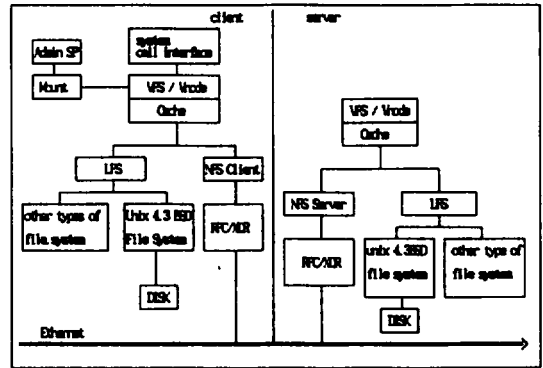 client
server
Admin SP
system
call interface
Mount
VFS / Vnode
Cache
VFS / Vnode
Cache
LFS
NFS Client
NFS Server
LFS
other types of
file system
Unix 4.3 BSD
File System
RPC/XDR
RPC/XDR
unix 4.3BSD
file system
other type of
file system
DISK
DISK
Ethernet